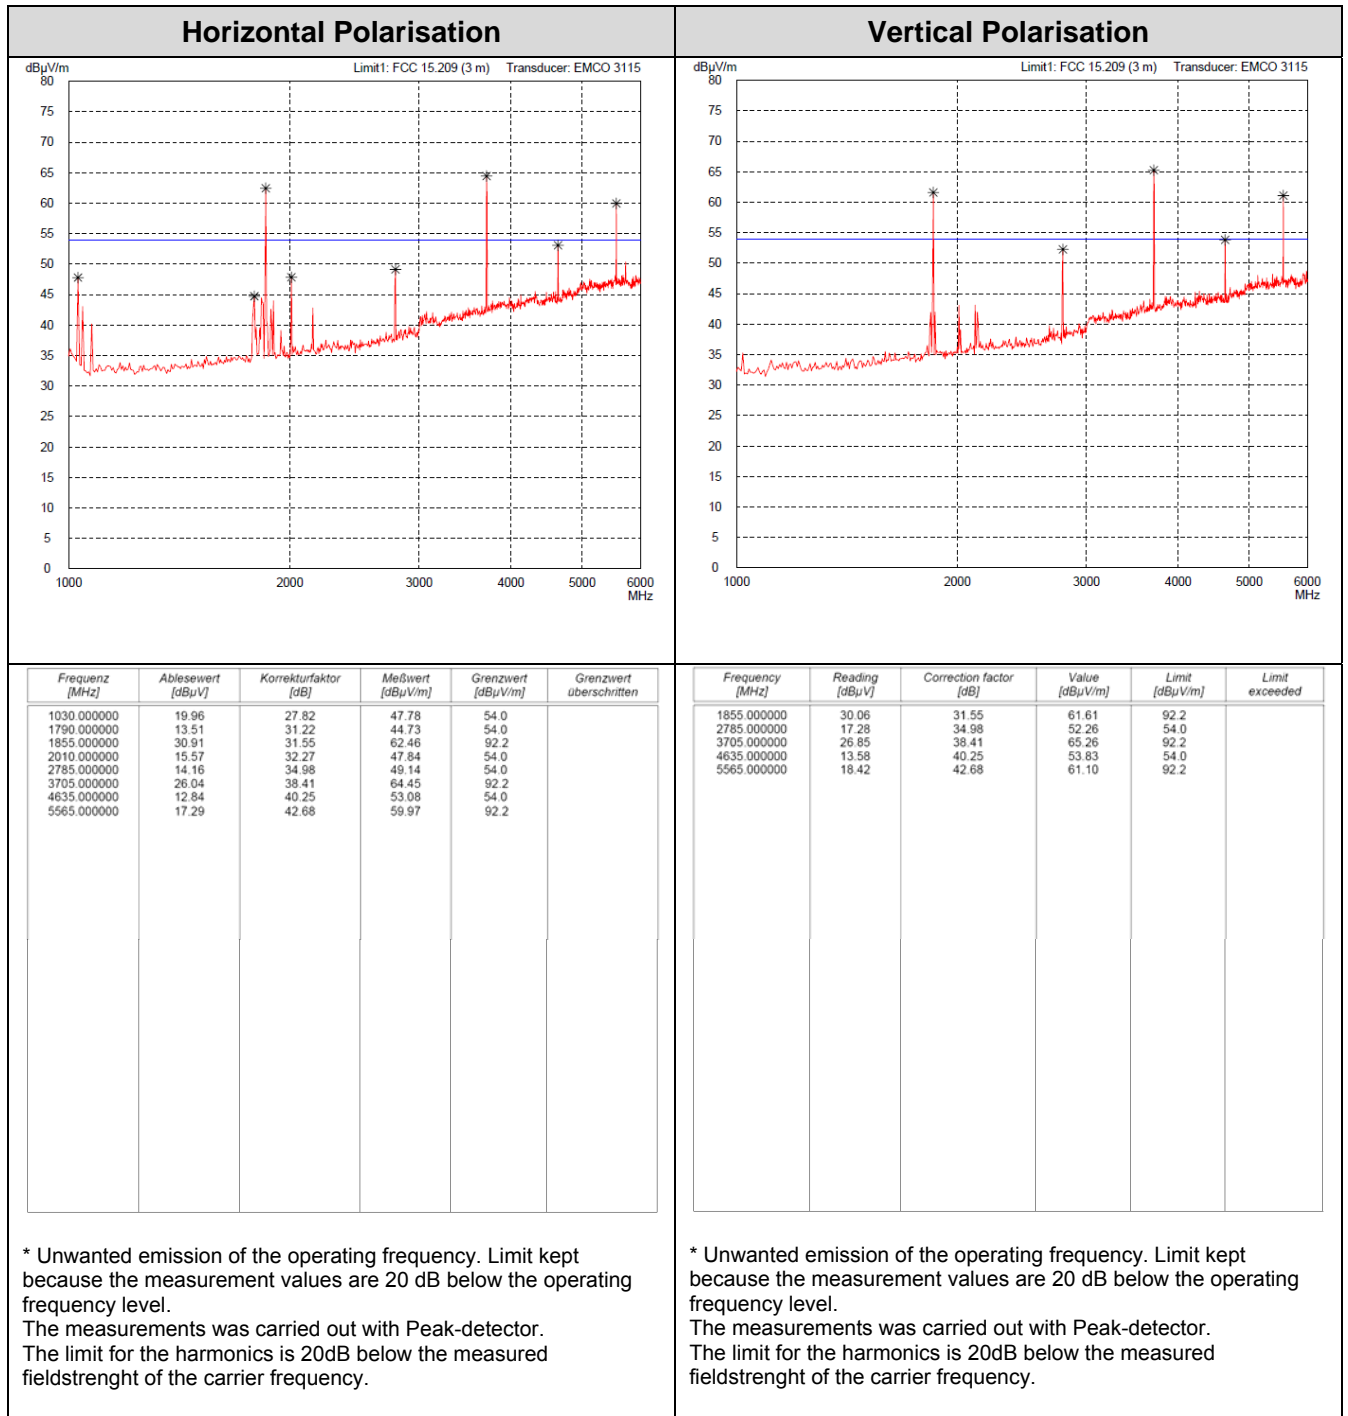 Horizontal Polarisation
Vertical Polarisation
dBµV/m Limit1: FCC 15.209 (3 m) Transducer: EMCO 3115
80
75
70
65
60
55
50
45
40
35
30
25
20
15
10
5
0
1000 2000 3000 4000 5000 6000
MHz
dBµV/m Limit1: FCC 15.209 (3 m) Transducer: EMCO 3115
80
75
70
65
60
55
50
45
40
35
30
25
20
15
10
5
0
1000 2000 3000 4000 5000 6000
MHz
Frequenz Ablesewert Korrekturfaktor Meßwert Grenzwert Grenzwert
[MHz] [dBµV] [dB] [dBµV/m] [dBµV/m] überschritten
1030.000000 19.96 27.82 47.78 54.0
1790.000000 13.51 31.22 44.73 54.0
1855.000000 30.91 31.55 62.46 92.2
2010.000000 15.57 32.27 47.84 54.0
2785.000000 14.16 34.98 49.14 54.0
3705.000000 26.04 38.41 64.45 92.2
4635.000000 12.84 40.25 53.08 54.0
5565.000000 17.29 42.68 59.97 92.2
Frequency Reading Correction factor Value Limit Limit
[MHz] [dBµV] [dB] [dBµV/m] [dBµV/m] exceeded
1855.000000 30.06 31.55 61.61 92.2
2785.000000 17.28 34.98 52.26 54.0
3705.000000 26.85 38.41 65.26 92.2
4635.000000 13.58 40.25 53.83 54.0
5565.000000 18.42 42.68 61.10 92.2
* Unwanted emission of the operating frequency. Limit kept
because the measurement values are 20 dB below the operating
frequency level.
The measurements was carried out with Peak-detector.
The limit for the harmonics is 20dB below the measured
fieldstrenght of the carrier frequency.
* Unwanted emission of the operating frequency. Limit kept
because the measurement values are 20 dB below the operating
frequency level.
The measurements was carried out with Peak-detector.
The limit for the harmonics is 20dB below the measured
fieldstrenght of the carrier frequency.